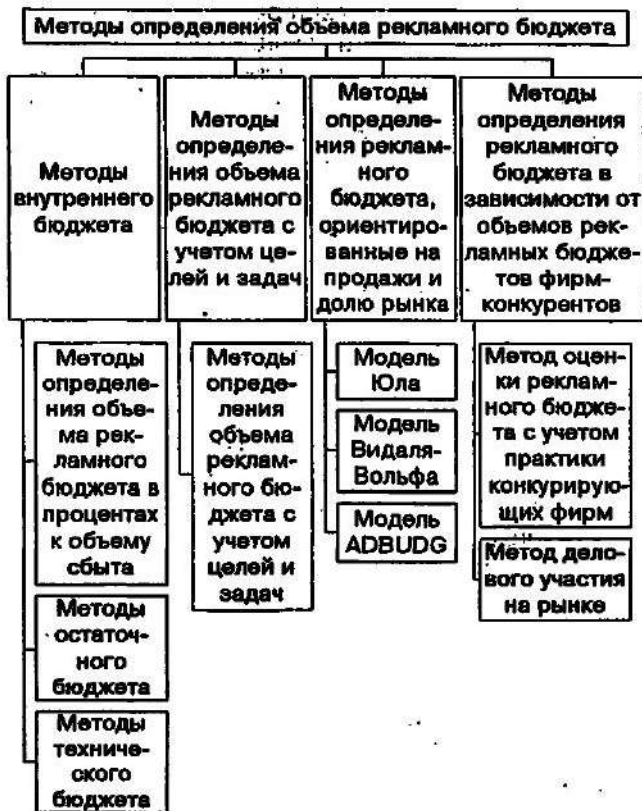 Методы определения объема рекламного бюджета
Методы
внутреннего
бюджета
Методы
определе-
ния объема
рекламного
бюджета с
учетом це-
лей и задач
Методы
определе-
ния реклам-
ного
бюджета,
ориентиро-
ванные на
продажи и
долю рынка
Методы
определения
рекламного
бюджета в
зависимости от
объемов рек-
ламных бюдже-
тов фирм-
конкурентов
Методы
определе-
ния объе-
ма рек-
ламного
бюджета в
процентах
к объему
сбыта
Методы
остаточ-
ного
бюджета
Методы
техниче-
ского
бюджета
Методы
опреде-
ления
объема
реклам-
ного бю-
джета с
учетом
целей и
задач
Модель
Юла
Модель
Видаля-
Вольфа
Модель
ADBUDG
Метод оцен-
ки реклам-
ного бюдже-
та с учетом
практики
конкурирую-
щих фирм
Метод дело-
вого участия
на рынке